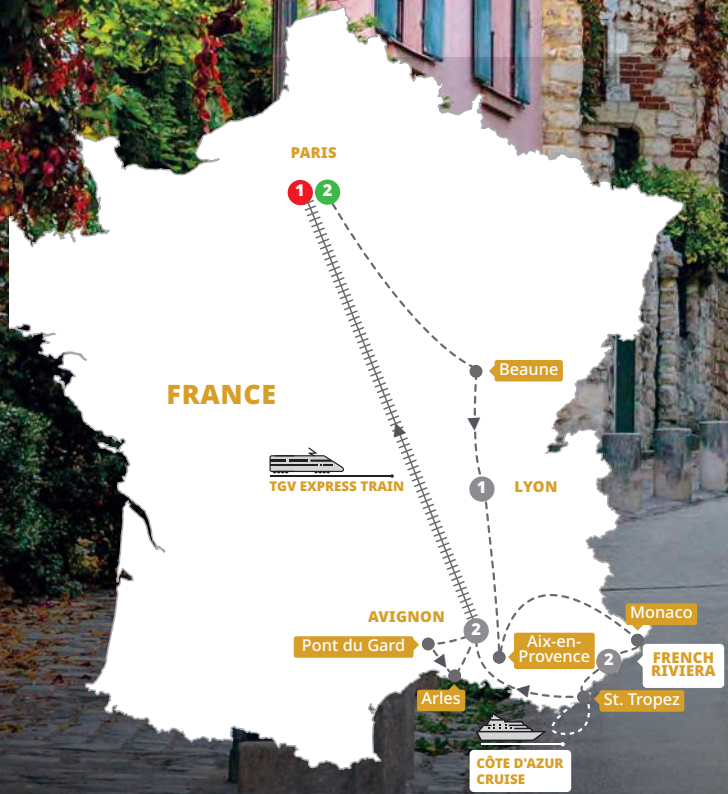 PARIS
1 2
Beaune
FRANCE
1 LYON
TGV EXPRESS TRAIN
AVIGNON
2
Monaco
Pont du Gard
Aix-en-
Provence
2
FRENCH
RIVIERA
Arles
St. Tropez
CÔTE D'AZUR
CRUISE